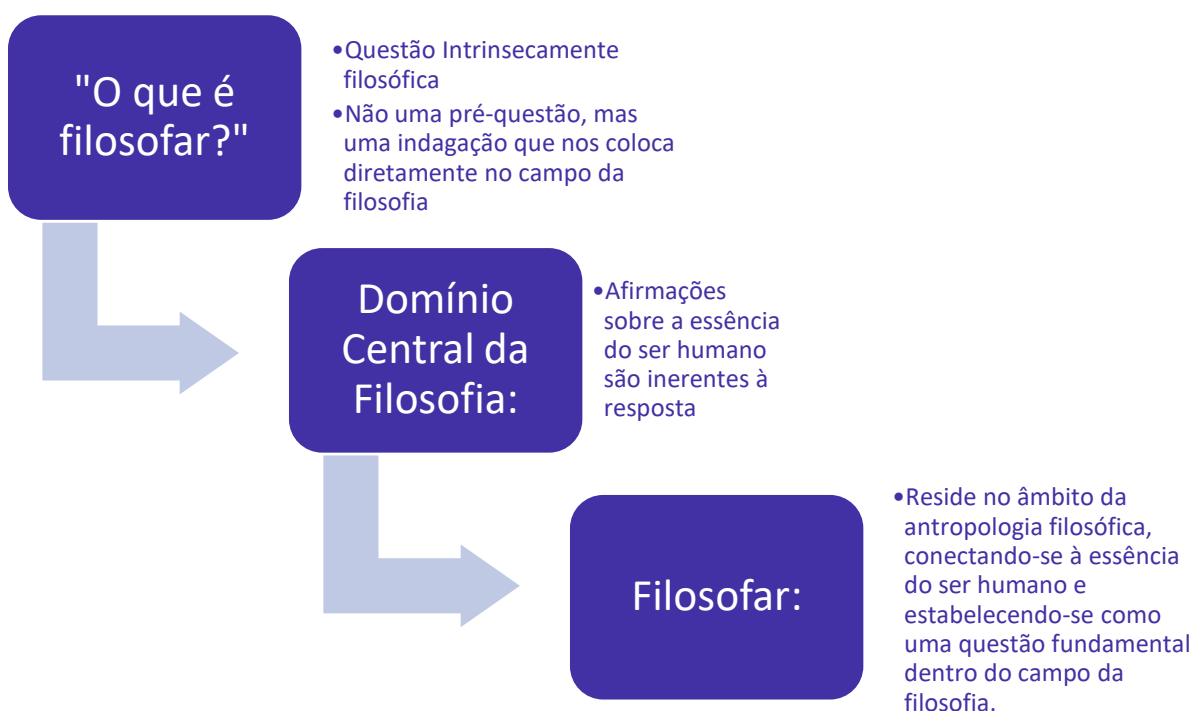 "O que é
filosofar?"
•Questão Intrinsecamente
filosófica
•Não uma pré-questão, mas
uma indagação que nos coloca
diretamente no campo da
filosofia
Domínio
Central da
Filosofia:
•Afirmações
sobre a essência
do ser humano
são inerentes à
resposta
Filosofar:
•Reside no âmbito da
antropologia filosófica,
conectando-se à essência
do ser humano e
estabelecendo-se como
uma questão fundamental
dentro do campo da
filosofia.